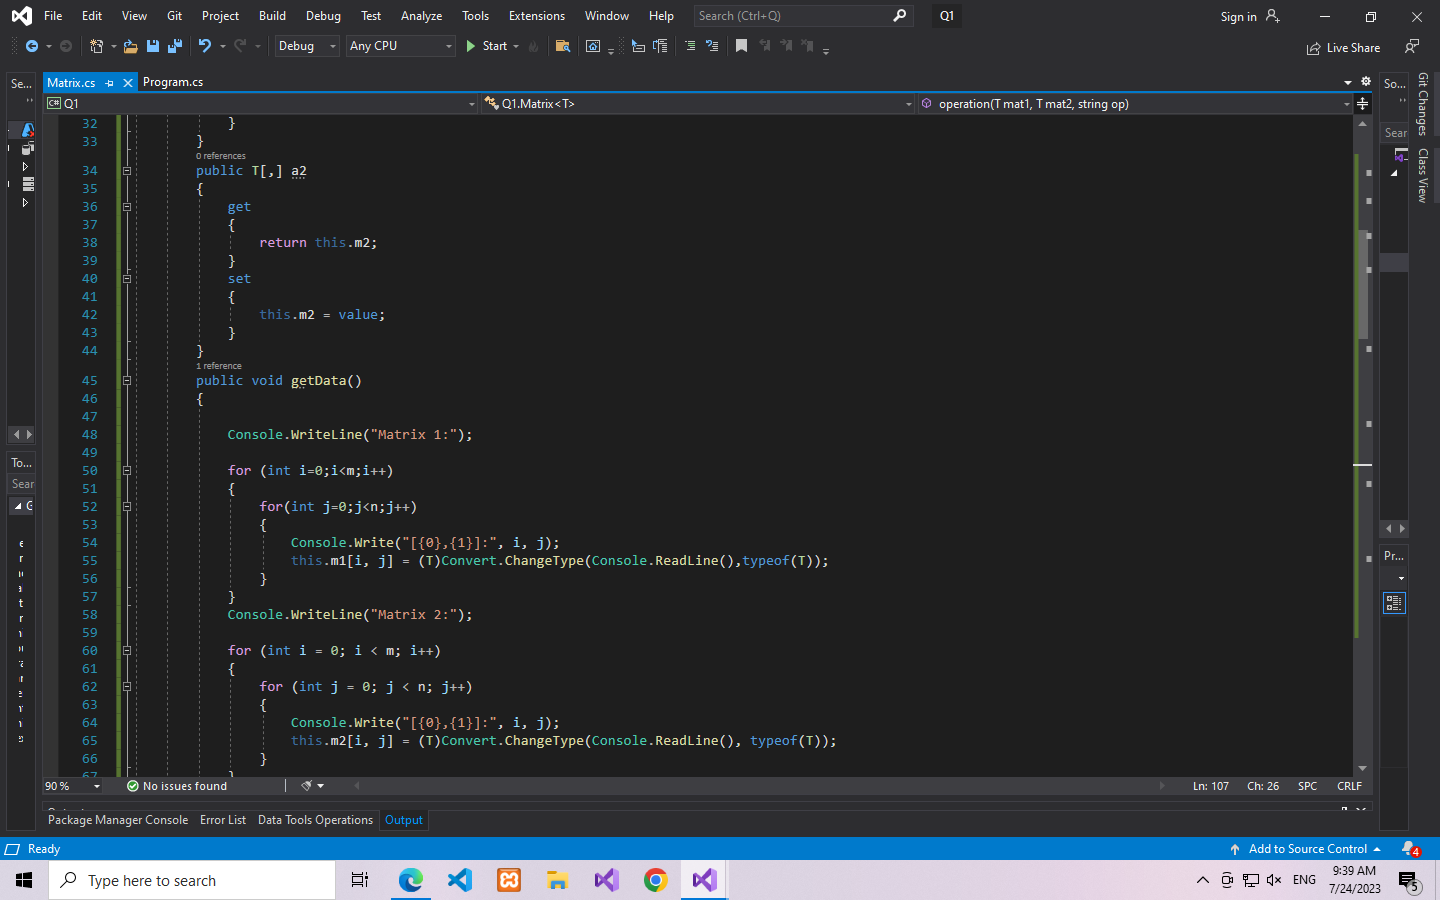 File Edit View Git Project Build Debug Test Analyze Tools Extensions Window Help Search (Ctrl+Q) Q1 Sign in
Debug Any CPU Start Live Share
Se... Matrix.cs Program.cs So...
Q1 Q1.Matrix<T> operation(T mat1, T mat2, string op)
Git Changes
Class View
Sear
32 }
33 }
0 references
34 public T[,] a2
35 {
36 get
37 {
38 return this.m2;
39 }
40 set
41 {
42 this.m2 = value;
43 }
44 }
1 reference
45 public void getData()
46 {
47
48 Console.WriteLine("Matrix 1:");
49
50 for (int i=0;i<m;i++)
51 {
52 for(int j=0;j<n;j++)
53 {
54 Console.Write("[{0},{1}]:", i, j);
55 this.m1[i, j] = (T)Convert.ChangeType(Console.ReadLine(),typeof(T));
56 }
57 }
58 Console.WriteLine("Matrix 2:");
59
60 for (int i = 0; i < m; i++)
61 {
62 for (int j = 0; j < n; j++)
63 {
64 Console.Write("[{0},{1}]:", i, j);
65 this.m2[i, j] = (T)Convert.ChangeType(Console.ReadLine(), typeof(T));
66 }
67 }
To...
Sear
Pr...
90 % No issues found Ln: 107 Ch: 26 SPC CRLF
Package Manager Console Error List Data Tools Operations Output
Ready Add to Source Control 4
Type here to search ENG 9:39 AM
7/24/2023 5